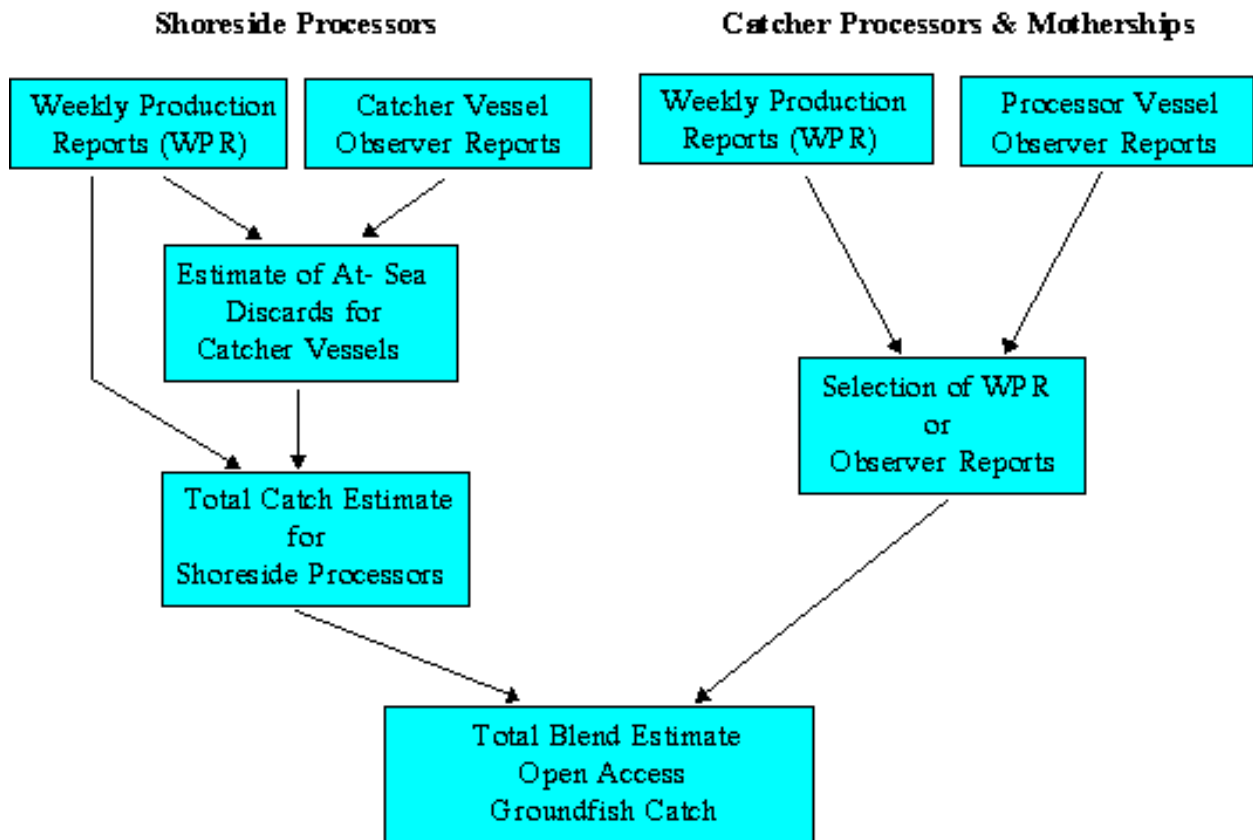 Shoreside Processors
Catcher Processors & Motherships
Weekly Production
Reports (WPR)
Catcher Vessel
Observer Reports
Weekly Production
Reports (WPR)
Processor Vessel
Observer Reports
Estimate of At- Sea
Discards for
Catcher Vessels
Selection of WPR
or
Observer Reports
Total Catch Estimate
for
Shoreside Processors
Total Blend Estimate
Open Access
Groundfish Catch